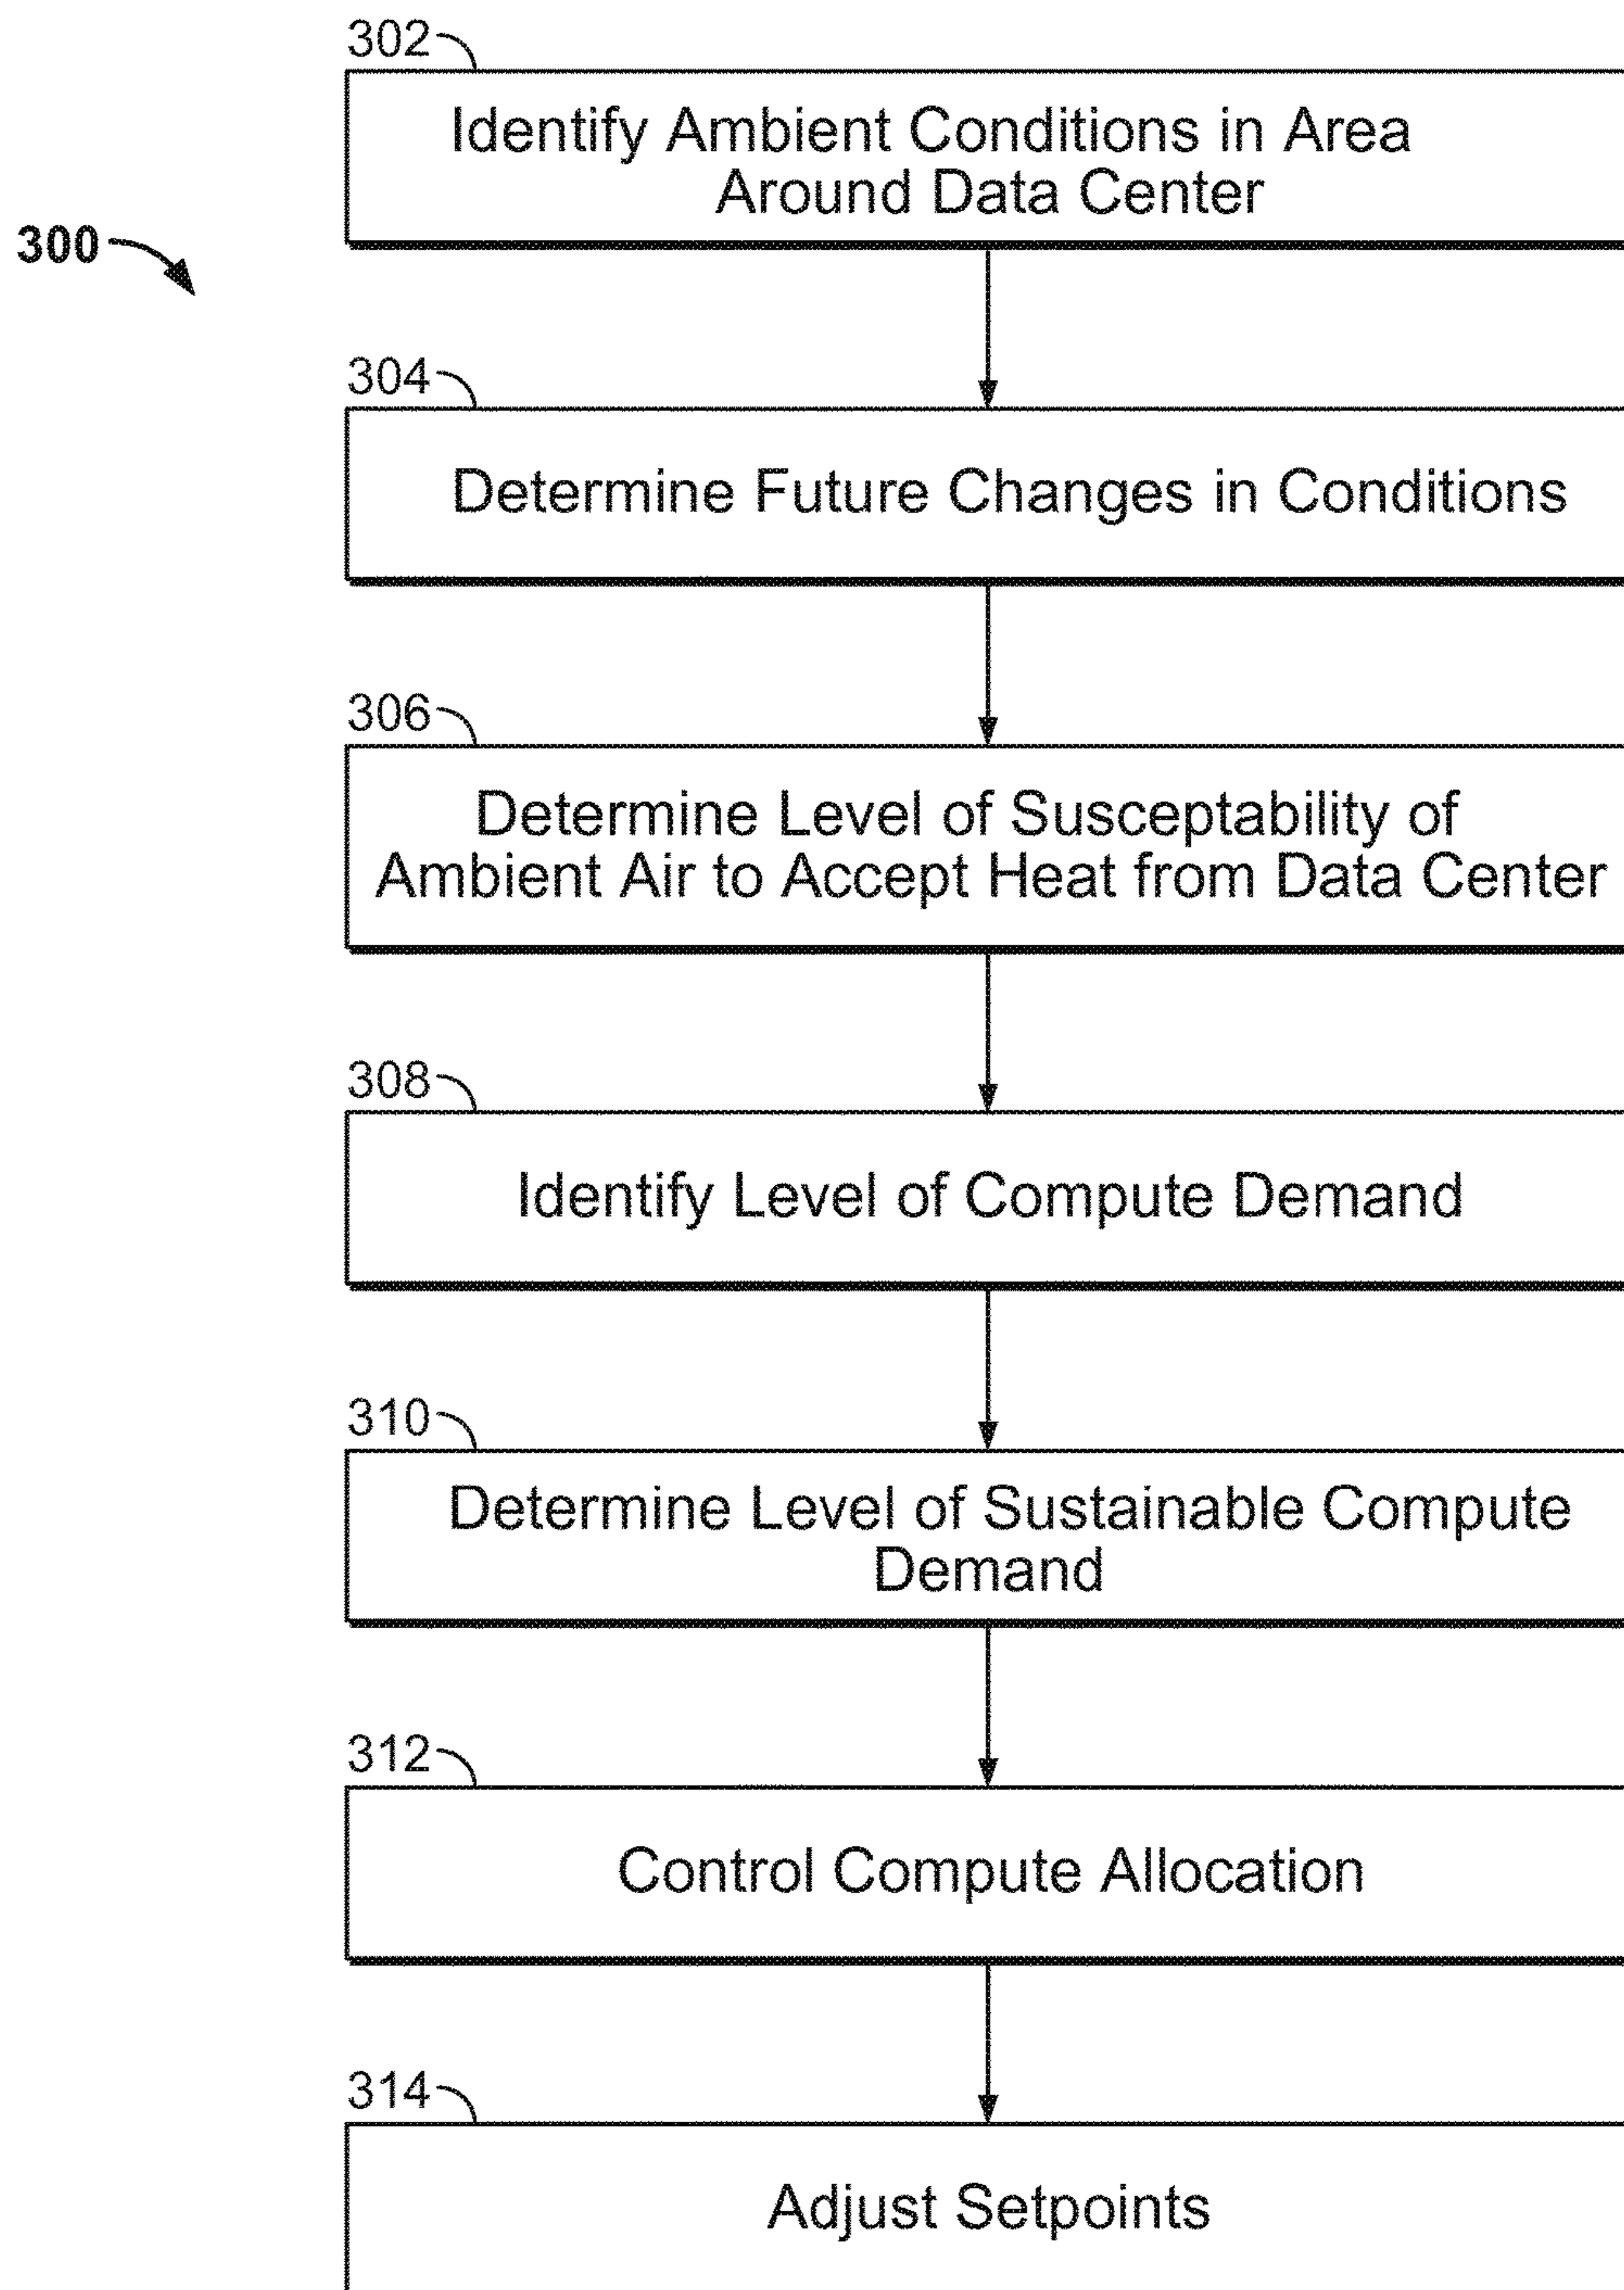 302
Identify Ambient Conditions in Area
Around Data Center
300
304
Determine Future Changes in Conditions
306
Determine Level of Susceptability of
Ambient Air to Accept Heat from Data Center
308
Identify Level of Compute Demand
310
Determine Level of Sustainable Compute
Demand
312
Control Compute Allocation
314
Adjust Setpoints